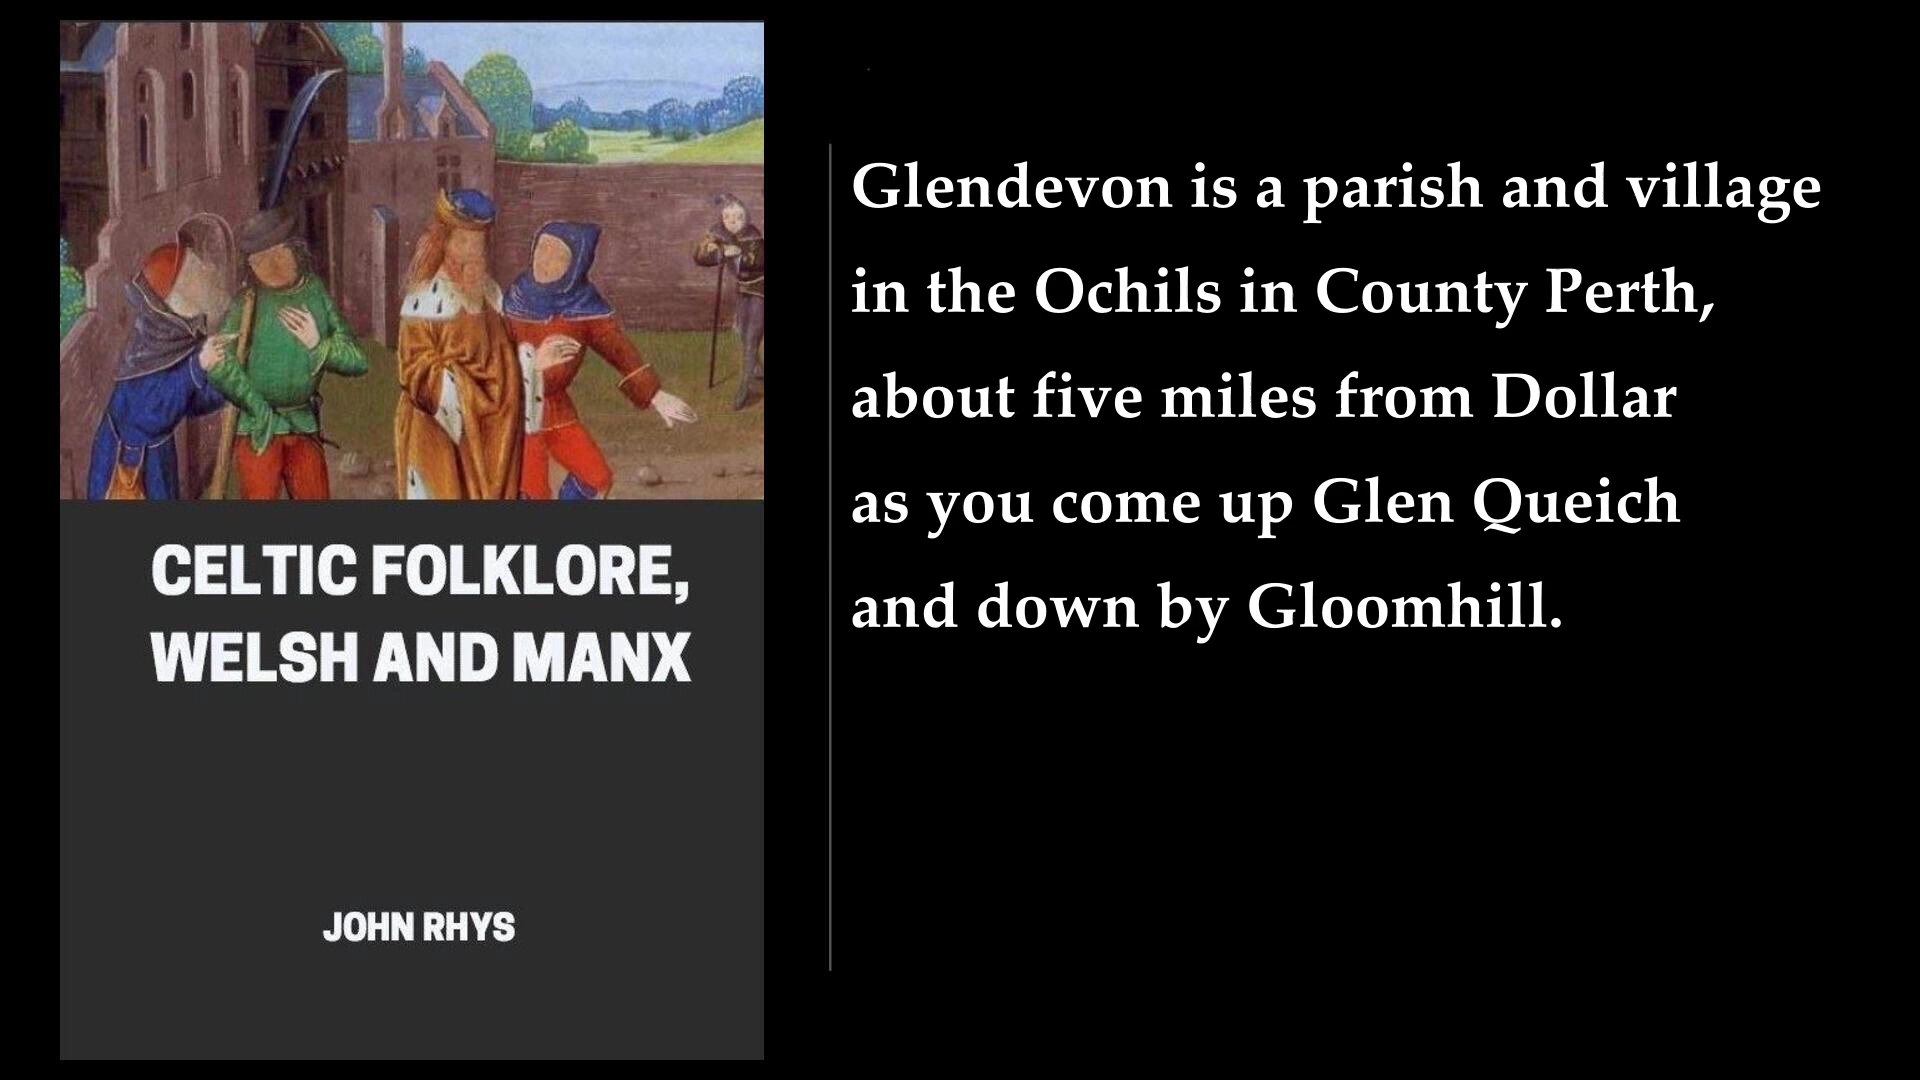 CELTIC FOLKLORE,
WELSH AND MANX
JOHN RHYS
Glendevon is a parish and village
in the Ochils in County Perth,
about five miles from Dollar
as you come up Glen Queich
and down by Gloomhill.